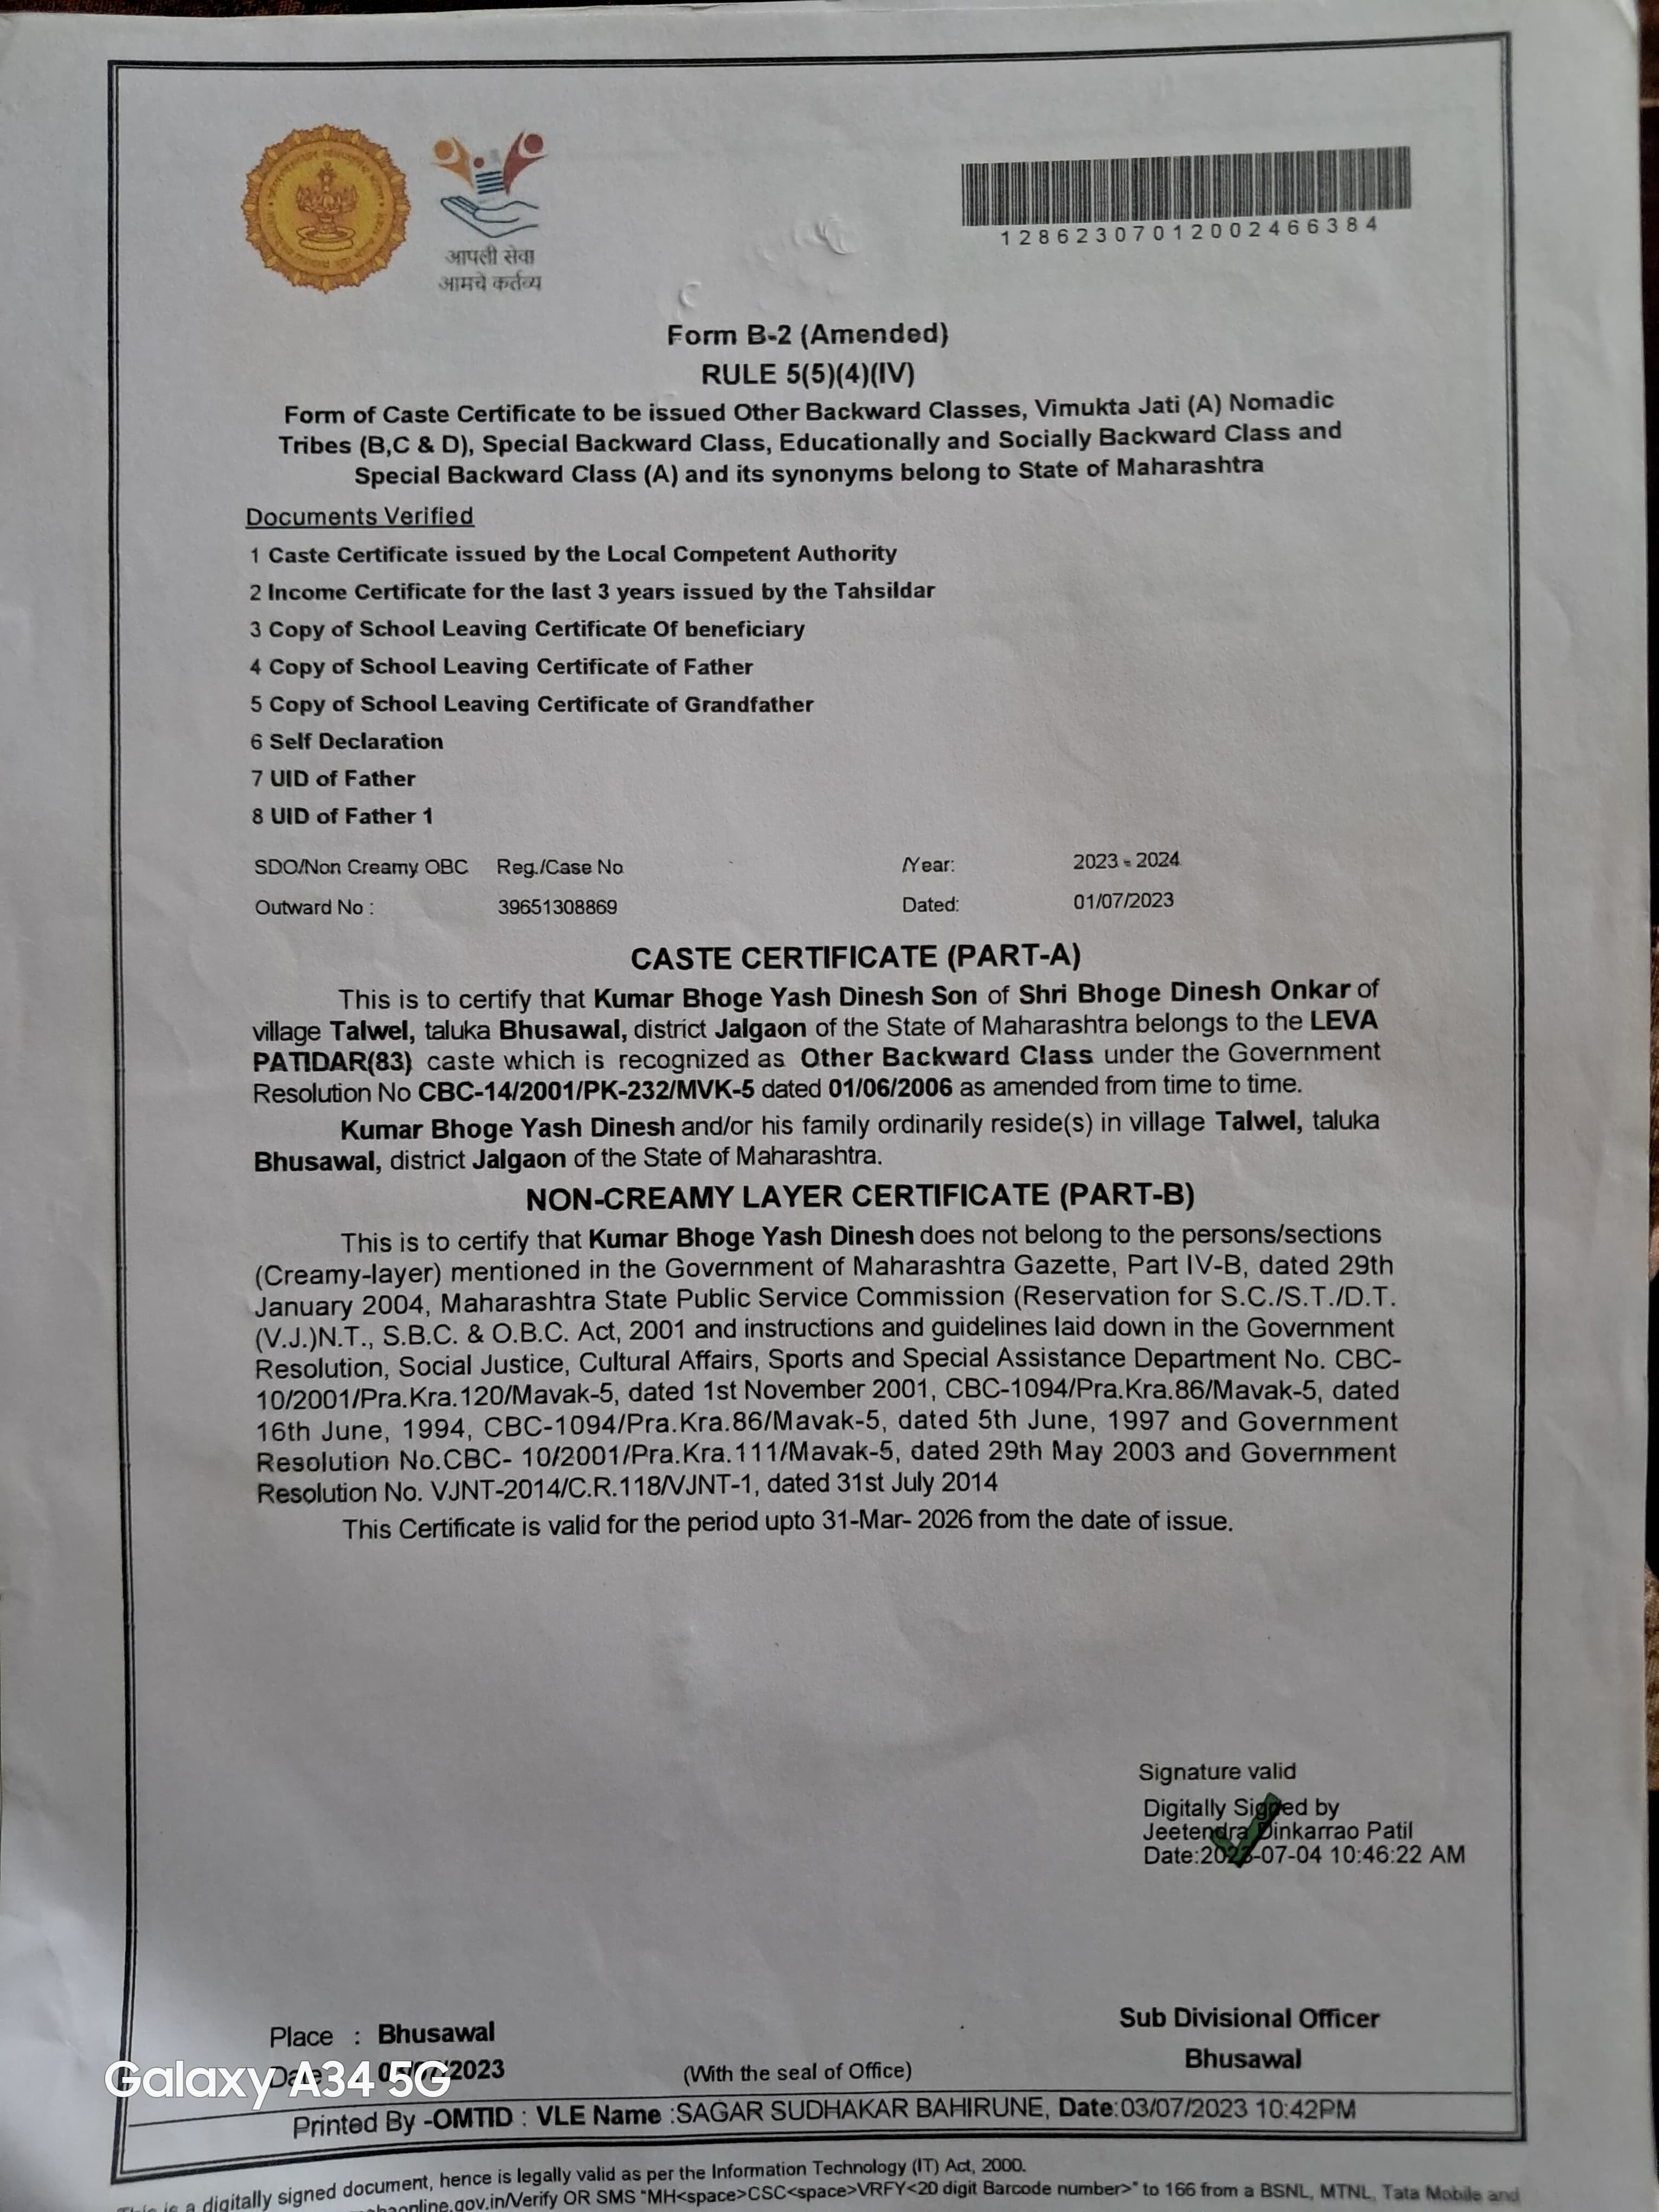 आपली सेवा
आमचे कर्तव्य
12862307012002466384
Form B-2 (Amended)
RULE 5(5)(4)(IV)
Form of Caste Certificate to be issued Other Backward Classes, Vimukta Jati (A) Nomadic
Tribes (B,C & D), Special Backward Class, Educationally and Socially Backward Class and
Special Backward Class (A) and its synonyms belong to State of Maharashtra
Documents Verified
1 Caste Certificate issued by the Local Competent Authority
2 Income Certificate for the last 3 years issued by the Tahsildar
3 Copy of School Leaving Certificate Of beneficiary
4 Copy of School Leaving Certificate of Father
5 Copy of School Leaving Certificate of Grandfather
6 Self Declaration
7 UID of Father
8 UID of Father 1
SDO/Non Creamy OBC Reg./Case No /Year: 2023 - 2024
Outward No : 39651308869 Dated: 01/07/2023
CASTE CERTIFICATE (PART-A)
This is to certify that Kumar Bhoge Yash Dinesh Son of Shri Bhoge Dinesh Onkar of
village Talwel, taluka Bhusawal, district Jalgaon of the State of Maharashtra belongs to the LEVA
PATIDAR(83) caste which is recognized as Other Backward Class under the Government
Resolution No CBC-14/2001/PK-232/MVK-5 dated 01/06/2006 as amended from time to time.
Kumar Bhoge Yash Dinesh and/or his family ordinarily reside(s) in village Talwel, taluka
Bhusawal, district Jalgaon of the State of Maharashtra.
NON-CREAMY LAYER CERTIFICATE (PART-B)
This is to certify that Kumar Bhoge Yash Dinesh does not belong to the persons/sections
(Creamy-layer) mentioned in the Government of Maharashtra Gazette, Part IV-B, dated 29th
January 2004, Maharashtra State Public Service Commission (Reservation for S.C./S.T./D.T.
(V.J.)N.T., S.B.C. & O.B.C. Act, 2001 and instructions and guidelines laid down in the Government
Resolution, Social Justice, Cultural Affairs, Sports and Special Assistance Department No. CBC-
10/2001/Pra.Kra.120/Mavak-5, dated 1st November 2001, CBC-1094/Pra.Kra.86/Mavak-5, dated
16th June, 1994, CBC-1094/Pra.Kra.86/Mavak-5, dated 5th June, 1997 and Government
Resolution No.CBC- 10/2001/Pra.Kra.111/Mavak-5, dated 29th May 2003 and Government
Resolution No. VJNT-2014/C.R.118/VJNT-1, dated 31st July 2014
This Certificate is valid for the period upto 31-Mar- 2026 from the date of issue.
Signature valid
Digitally Signed by
Jeetendra Dinkarrao Patil
Date:2023-07-04 10:46:22 AM
Sub Divisional Officer
Place : Bhusawal
Bhusawal
Date (With the seal of Office)
Galaxy A34 5G
Printed By -OMTID : VLE Name :SAGAR SUDHAKAR BAHIRUNE, Date:03/07/2023 10:42PM
is a digitally signed document, hence is legally valid as per the Information Technology (IT) Act, 2000.
OR SMS "MH<space>CSC<space>VRFY<20 digit Barcode number>" to 166 from a BSNL, MTNL, Tata Mobile and